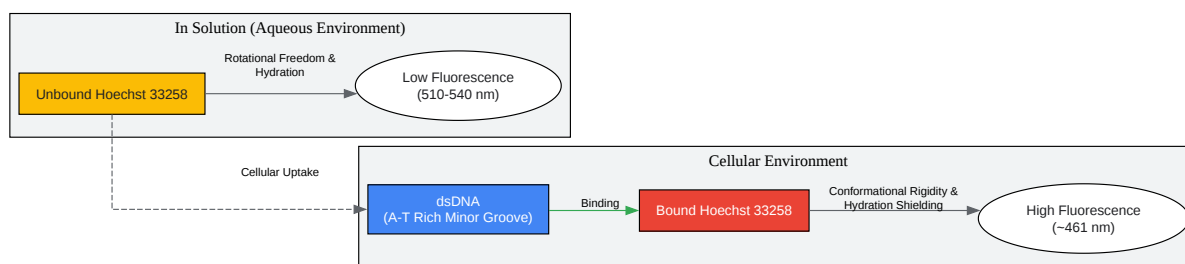 In Solution (Aqueous Environment)
Rotational Freedom &
Hydration
Unbound Hoechst 33258
Low Fluorescence
(510-540 nm)
Cellular Uptake
Cellular Environment
dsDNA
(A-T Rich Minor Groove)
Binding
Bound Hoechst 33258
Conformational Rigidity &
Hydration Shielding
High Fluorescence
(~461 nm)